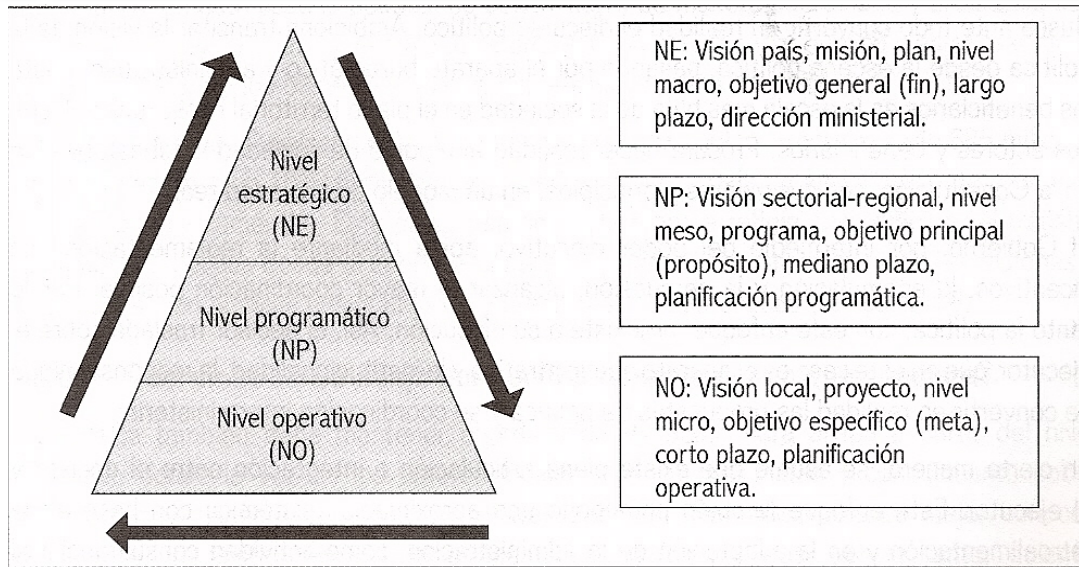 Nivel
estratégico
(NE)
Nivel programático
(NP)
Nivel operativo
(NO)
NE: Visión país, misión, plan, nivel
macro, objetivo general (fin), largo
plazo, dirección ministerial.
NP: Visión sectorial-regional, nivel
meso, programa, objetivo principal
(propósito), mediano plazo,
planificación programática.
NO: Visión local, proyecto, nivel
micro, objetivo específico (meta),
corto plazo, planificación
operativa.